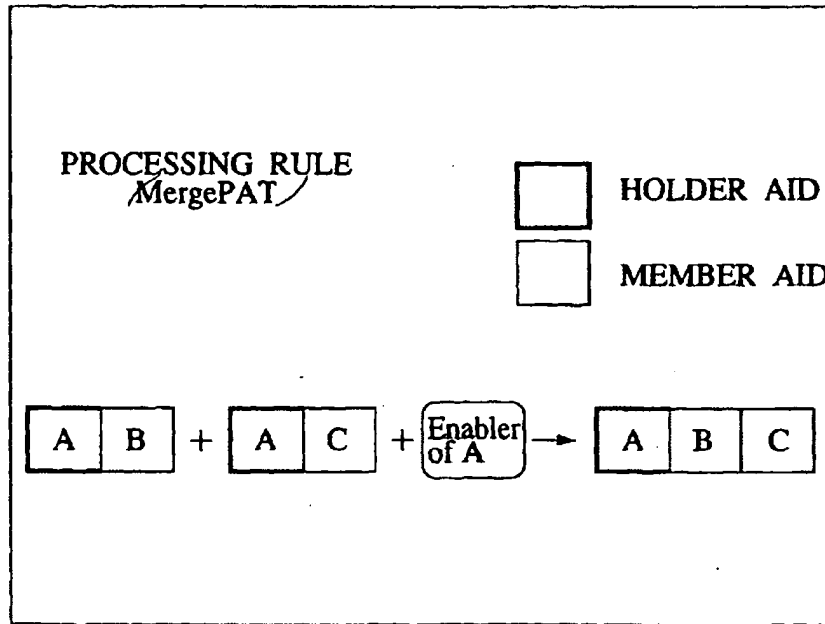 PROCESSING RULE
MergePAT
HOLDER AID
MEMBER AID
A B + A C + Enabler of A → A B C